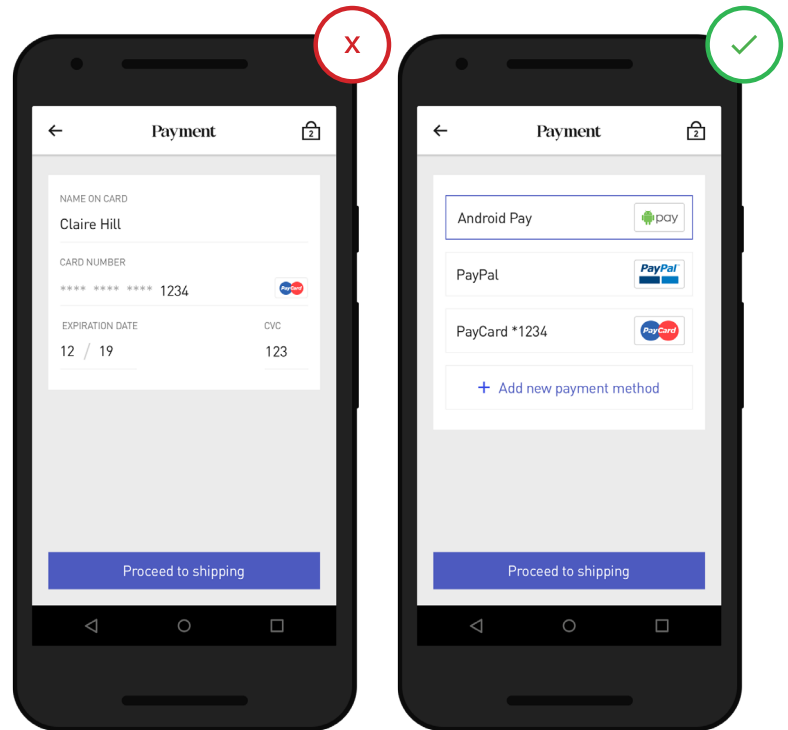 X
Payment
2
NAME ON CARD
Claire Hill
CARD NUMBER
**** **** **** 1234
PayCard
EXPIRATION DATE
CVC
12 / 19
123
Proceed to shipping
Payment
2
Android Pay
pay
PayPal
PayPal
PayCard *1234
PayCard
+ Add new payment method
Proceed to shipping